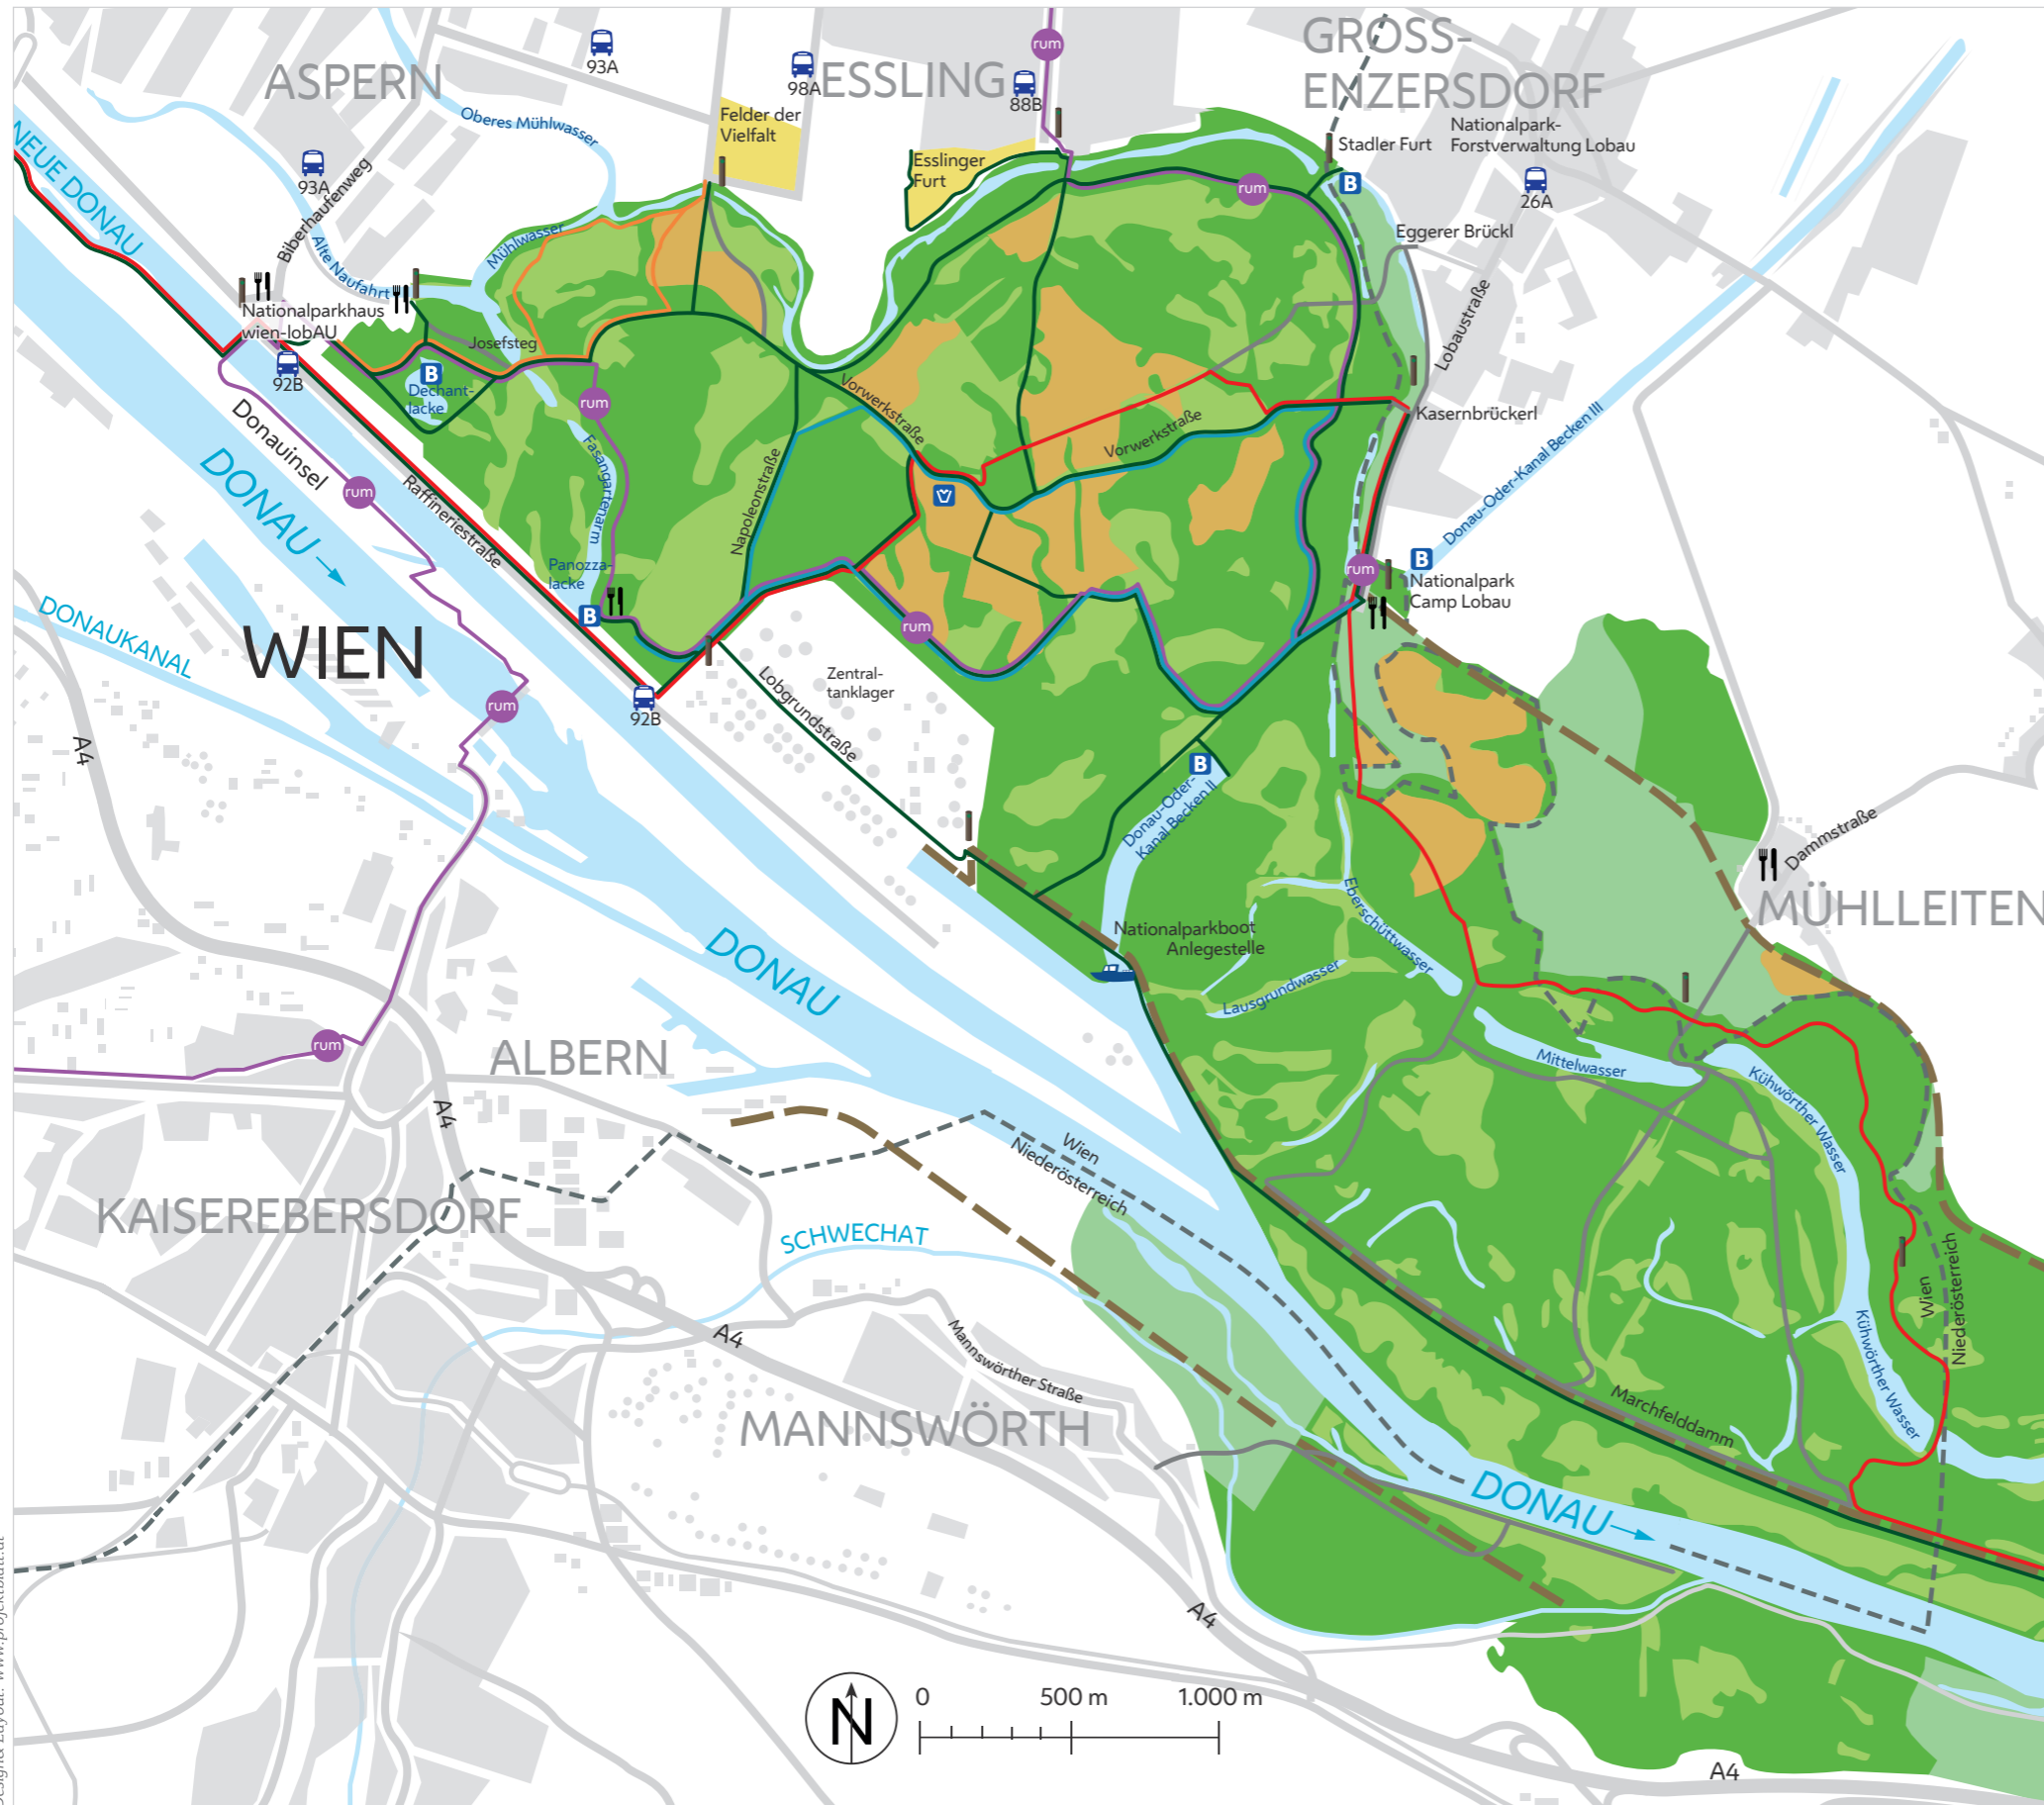 GROSS-
ENZERSDORF
ASPERN
ESSLING
93A
98A
88B
rum
Felder der
Vielfalt
Oberes Mühlwasser
Stadler Furt
Nationalpark-
Forstverwaltung Lobau
26A
Esslinger
Furt
B
rum
NEUE DONAU
93A
Biberhaufenweg
Alte Naufahrt
Mühlwasser
Eggerer Brückl
Nationalparkhaus
wien-lobAU
92B
Josefsteg
B
Dechant-
lacke
Lobaustraße
Vorwerkstraße
Vorwerkstraße
Kasernbrückerl
Donau-Oder-Kanal Becken III
Donauinsel
rum
rum
DONAU
Raffineriestraße
Fasangartenarm
Napoleonstraße
Panozza-
lacke
B
rum
B
Nationalpark
Camp Lobau
DONAUKANAL
WIEN
rum
rum
92B
Lobgrundstraße
Zentral-
tanklager
A4
B
Donau-Oder-
Kanal Becken II
Dammstraße
MÜHLLEITEN
Eberschüttwasser
Nationalparkboot
Anlegestelle
Lausgrundwasser
DONAU
rum
ALBERN
A4
Mittelwasser
Kühwörther Wasser
Wien
Niederösterreich
KAISEREBERSDORF
SCHWECHAT
Wien
Niederösterreich
Kühwörther Wasser
A4
Mannswörther Straße
MANNSWÖRTH
Marchfelddamm
DONAU
A4
N
0
500 m
1.000 m
A4
Design & Layout: www.projektblatt.at